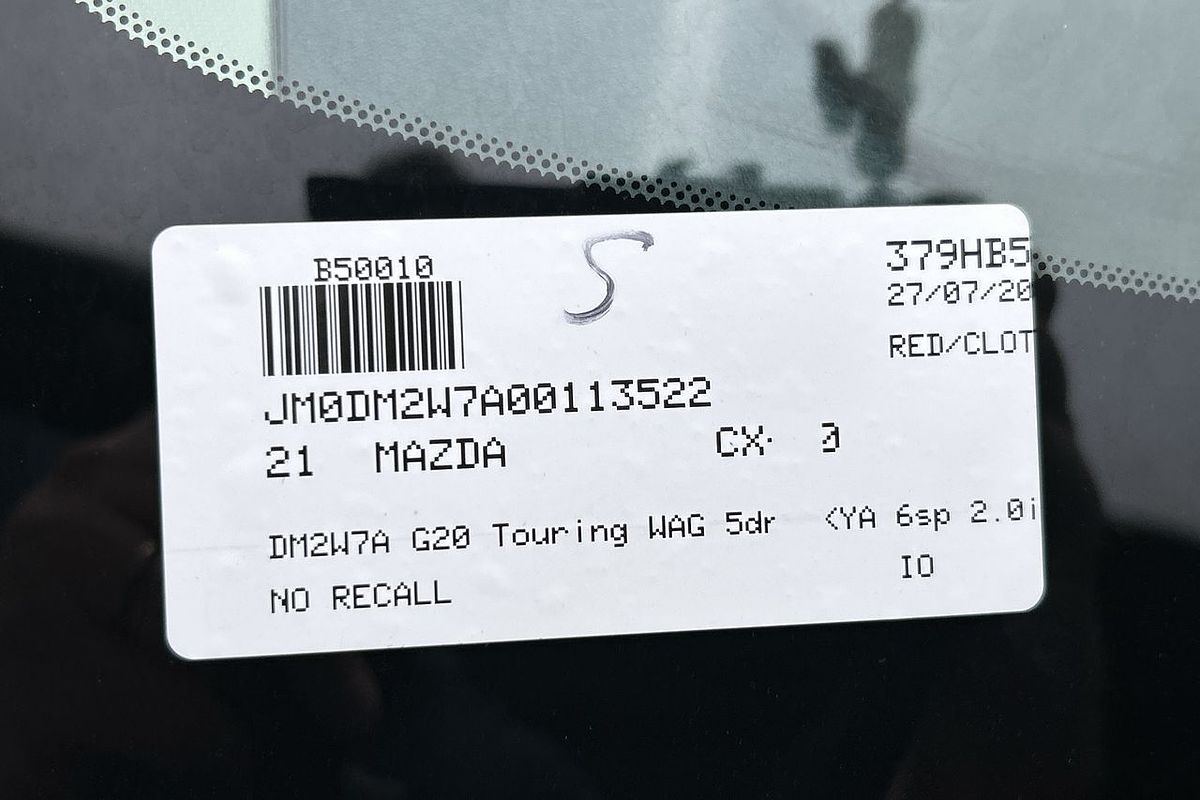 B50010
S
379HB5
27/07/20
RED/CLOT
JM0DM2W7A00113522
21 MAZDA CX- 3
DM2W7A G20 Touring WAG 5dr <YA 6sp 2.0i
IO
NO RECALL